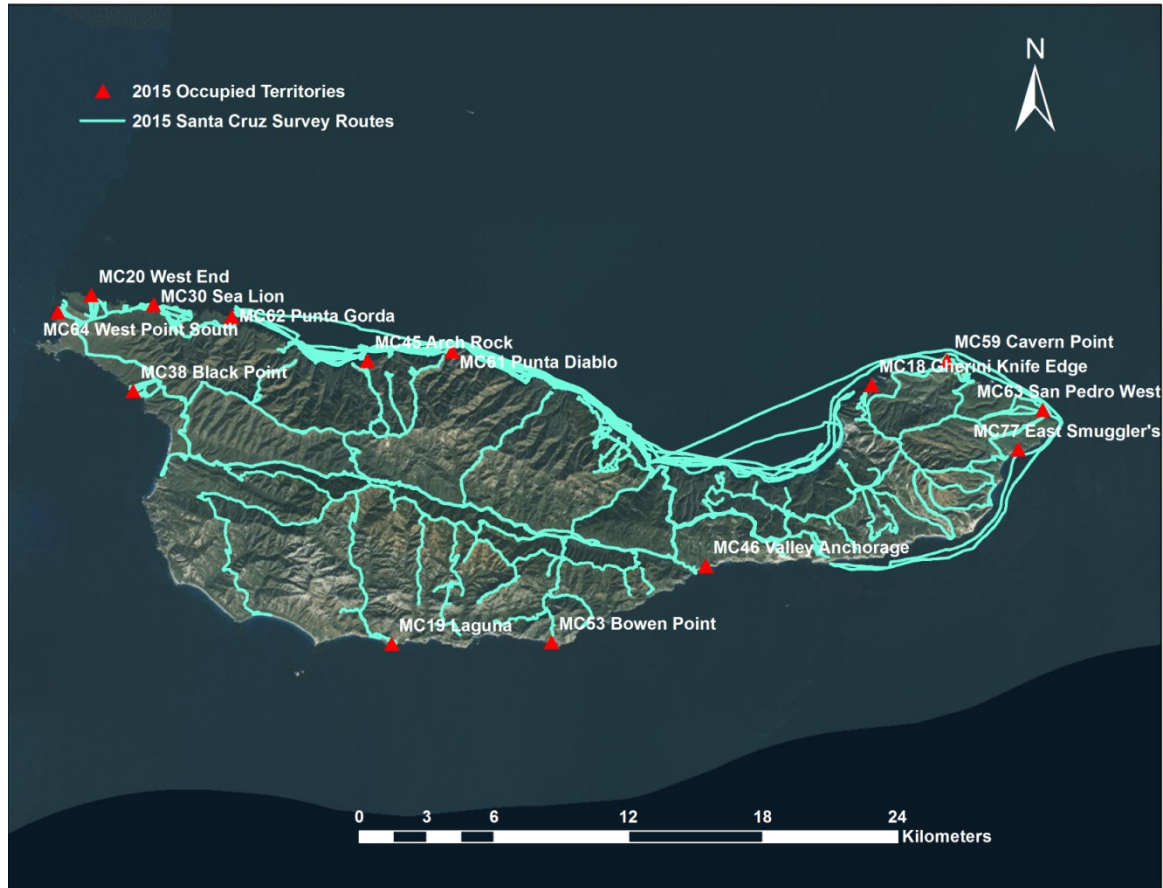 N
2015 Occupied Territories
2015 Santa Cruz Survey Routes
MC20 West End
MC30 Sea Lion
MC62 Punta Gorda
MC64 West Point South
MC45 Arch Rock
MC61 Punta Diablo
MC38 Black Point
MC59 Cavern Point
MC18 Gherini Knife Edge
MC63 San Pedro West
MC77 East Smuggler's
MC46 Valley Anchorage
MC19 Laguna
MC53 Bowen Point
0 3 6 12 18 24
Kilometers